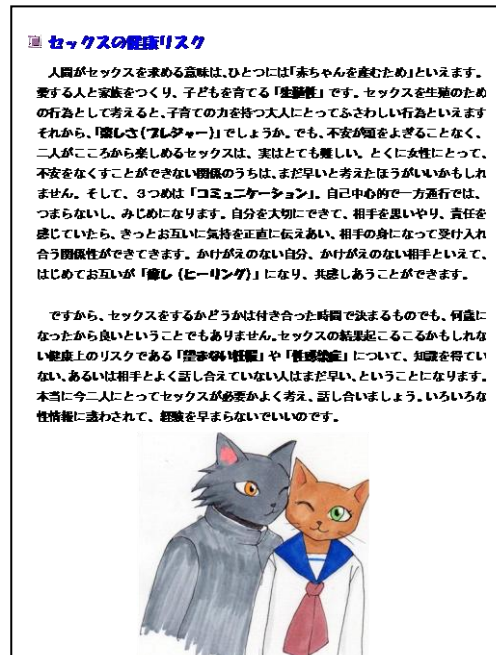 セックスの健康リスク
人間がセックスを求める意味は、ひとつには「赤ちゃんを産むため」といえます。
愛する人と家族をつくり、子どもを育てる「生殖性」です。セックスを生殖のため
の行為として考えると、子育ての力を持つ大人にとってふさわしい行為といえます
それから、「楽しさ（プレジャー）」でしょうか。でも、不安が頭をよぎることなく、
二人がこころから楽しめるセックスは、実はとても難しい。とくに女性にとって、
不安をなくすことができない関係のうちは、まだ早いと考えたほうがいいかもしれ
ません。そして、３つめは「コミュニケーション」。自己中心的で一方通行では、
つまらないし、みじめになります。自分を大切にできて、相手を思いやり、責任を
感じていたら、きっとお互いに気持を正直に伝えあい、相手の身になって受け入れ
合う関係性ができてきます。かけがえのない自分、かけがえのない相手といえて、
はじめてお互いが「癒し（ヒーリング）」になり、共感しあうことができます。
ですから、セックスをするかどうかは付き合った時間で決まるものでも、何歳に
なったから良いということでもありません。セックスの結果起こるこるかもしれな
い健康上のリスクである「望まない妊娠」や「性感染症」について、知識を得てい
ない、あるいは相手とよく話し合えていない人はまだ早い、ということになります。
本当に今二人にとってセックスが必要かよく考え、話し合いましょう。いろいろな
性情報に惑わされて、経験を早まらないでいいのです。